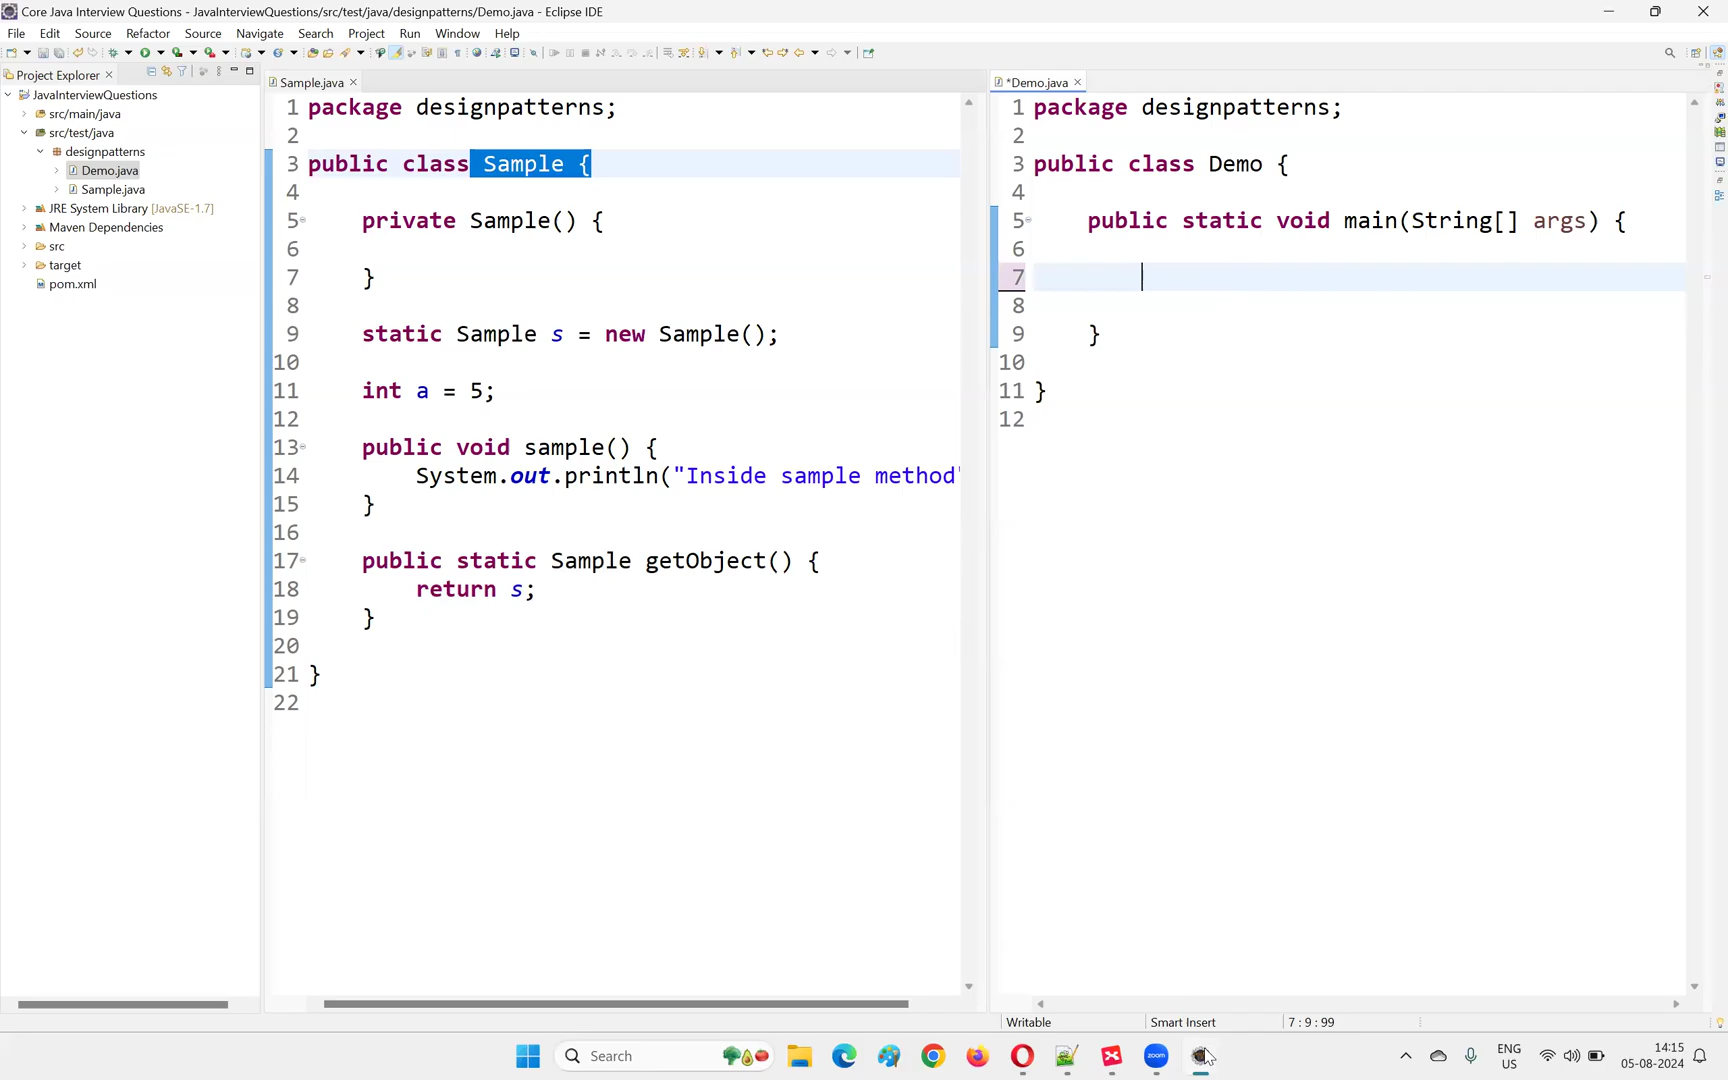 Core Java Interview Questions - JavaInterviewQuestions/src/test/java/designpatterns/Demo.java - Eclipse IDE
File Edit Source Refactor Source Navigate Search Project Run Window Help
Project Explorer
JavaInterviewQuestions
src/main/java
src/test/java
designpatterns
Demo.java
Sample.java
JRE System Library [JavaSE-1.7]
Maven Dependencies
src
target
pom.xml
Sample.java
1 package designpatterns;
2
3 public class Sample {
4
5 private Sample() {
6
7 }
8
9 static Sample s = new Sample();
10
11 int a = 5;
12
13 public void sample() {
14 System.out.println("Inside sample method"
15 }
16
17 public static Sample getObject() {
18 return s;
19 }
20
21 }
22
*Demo.java
1 package designpatterns;
2
3 public class Demo {
4
5 public static void main(String[] args) {
6
7
8
9 }
10
11 }
12
Writable Smart Insert 7 : 9 : 99
Search
zoom
ENG
US
14:15
05-08-2024